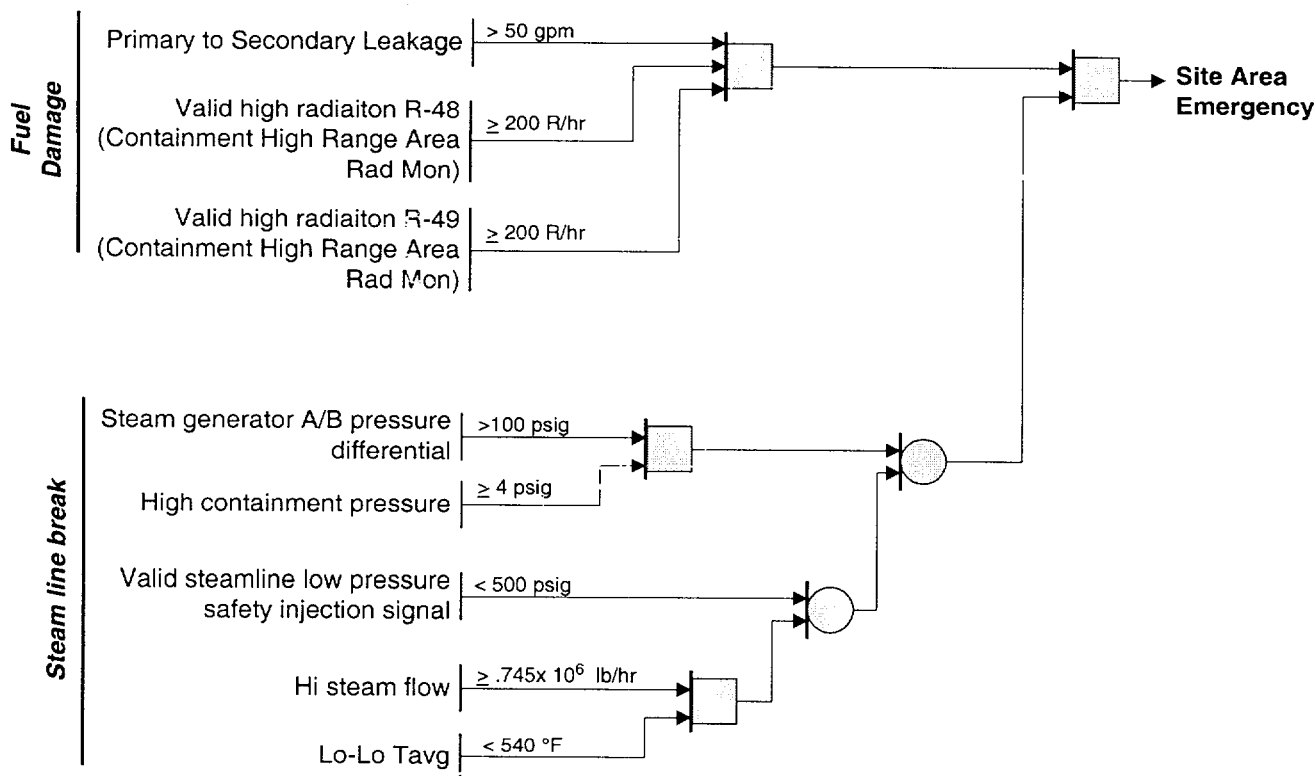 Fuel
Damage
Primary to Secondary Leakage
> 50 gpm
Valid high radiaiton R-48
(Containment High Range Area
Rad Mon)
≥ 200 R/hr
Valid high radiaiton R-49
(Containment High Range Area
Rad Mon)
≥ 200 R/hr
Site Area
Emergency
Steam line break
Steam generator A/B pressure
differential
>100 psig
High containment pressure
≥ 4 psig
Valid steamline low pressure
safety injection signal
< 500 psig
Hi steam flow
≥ .745x 10⁶ lb/hr
Lo-Lo Tavg
< 540 °F